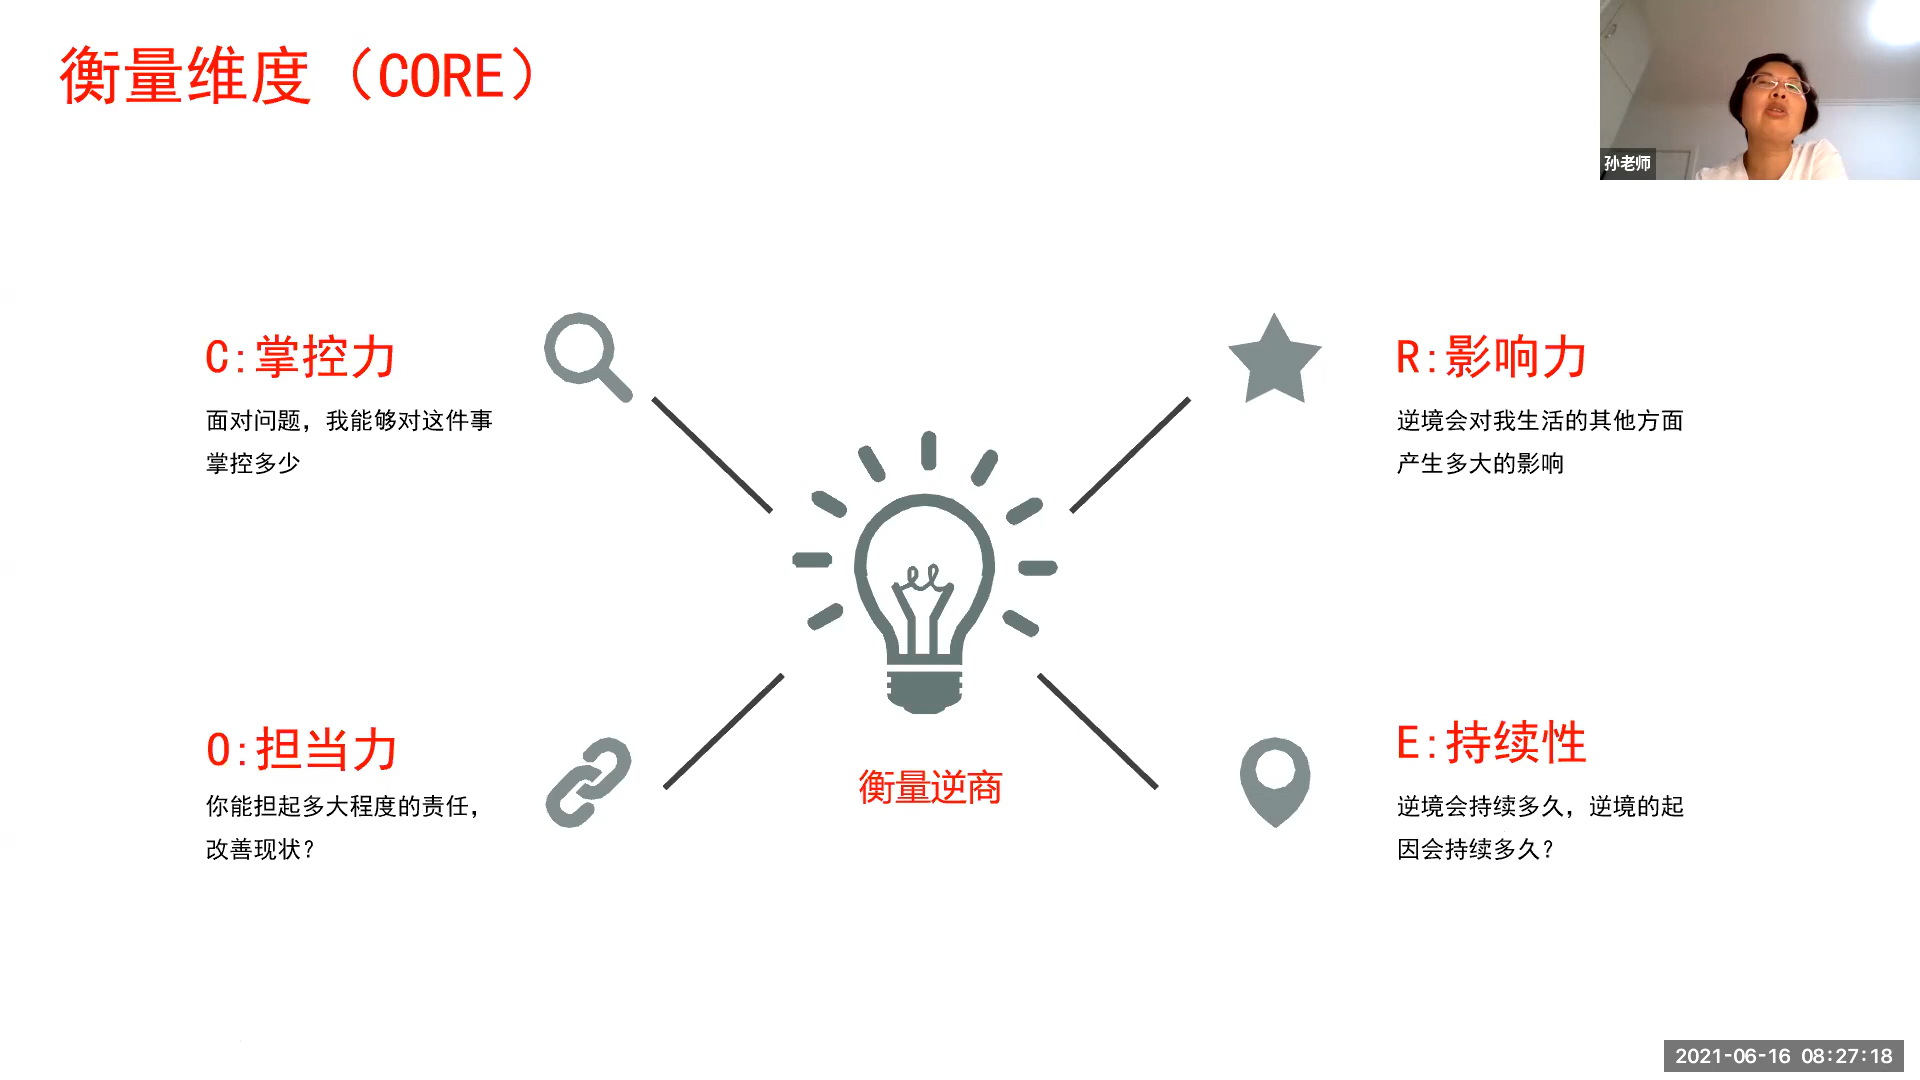 衡量维度（CORE）
孙老师
C:掌控力
面对问题，我能够对这件事
掌控多少
R:影响力
逆境会对我生活的其他方面
产生多大的影响
O:担当力
你能担起多大程度的责任，
改善现状？
衡量逆商
E:持续性
逆境会持续多久，逆境的起
因会持续多久？
2021-06-16 08:27:18